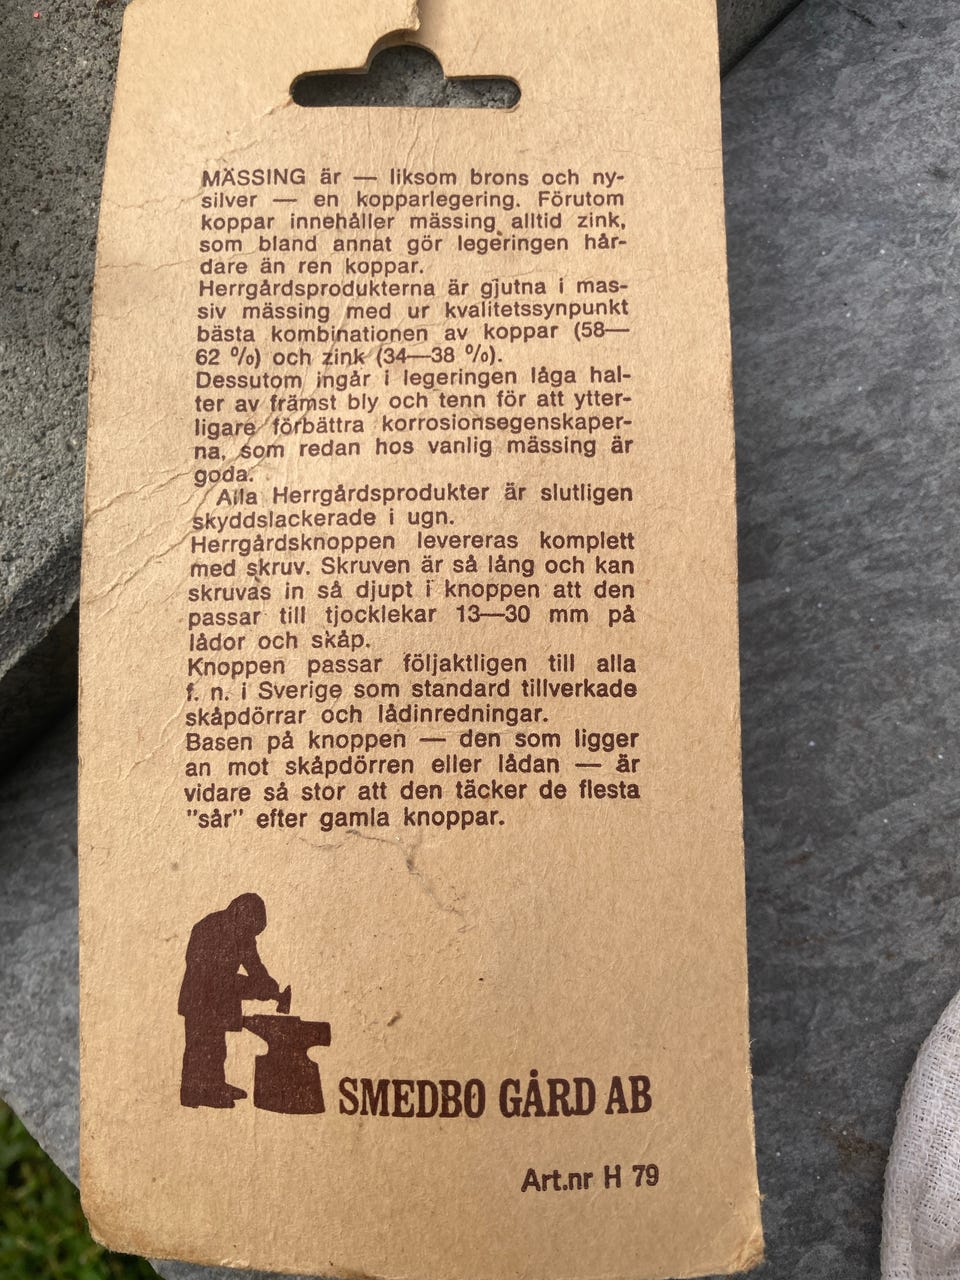 MÄSSING är — liksom brons och ny-
silver — en kopparlegering. Förutom
koppar innehåller mässing alltid zink,
som bland annat gör legeringen hår-
dare än ren koppar.
Herrgårdsprodukterna är gjutna i mas-
siv mässing med ur kvalitetssynpunkt
bästa kombinationen av koppar (58—
62 %) och zink (34—38 %).
Dessutom ingår i legeringen låga hal-
ter av främst bly och tenn för att ytter-
ligare förbättra korrosionsegenskaper-
na, som redan hos vanlig mässing är
goda.
Alla Herrgårdsprodukter är slutligen
skyddslackerade i ugn.
Herrgårdsknoppen levereras komplett
med skruv. Skruven är så lång och kan
skruvas in så djupt i knoppen att den
passar till tjocklekar 13—30 mm på
lådor och skåp.
Knoppen passar följaktligen till alla
f. n. i Sverige som standard tillverkade
skåpdörrar och lådinredningar.
Basen på knoppen — den som ligger
an mot skåpdörren eller lådan — är
vidare så stor att den täcker de flesta
"sår" efter gamla knoppar.
SMEDBO GÅRD AB
Art.nr H 79